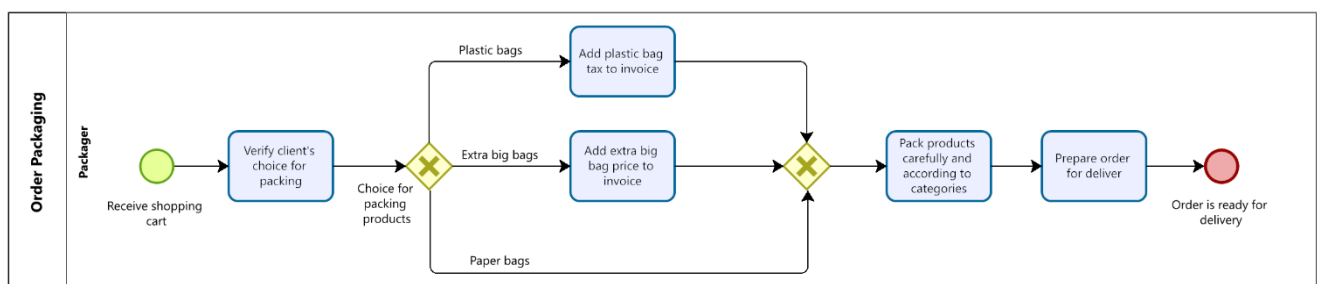 Order Packaging
Packager
Receive shopping
cart
Verify client's
choice for
packing
Choice for
packing
products
Plastic bags
Add plastic bag
tax to invoice
Extra big bags
Add extra big
bag price to
invoice
Paper bags
Pack products
carefully and
according to
categories
Prepare order
for deliver
Order is ready for
delivery